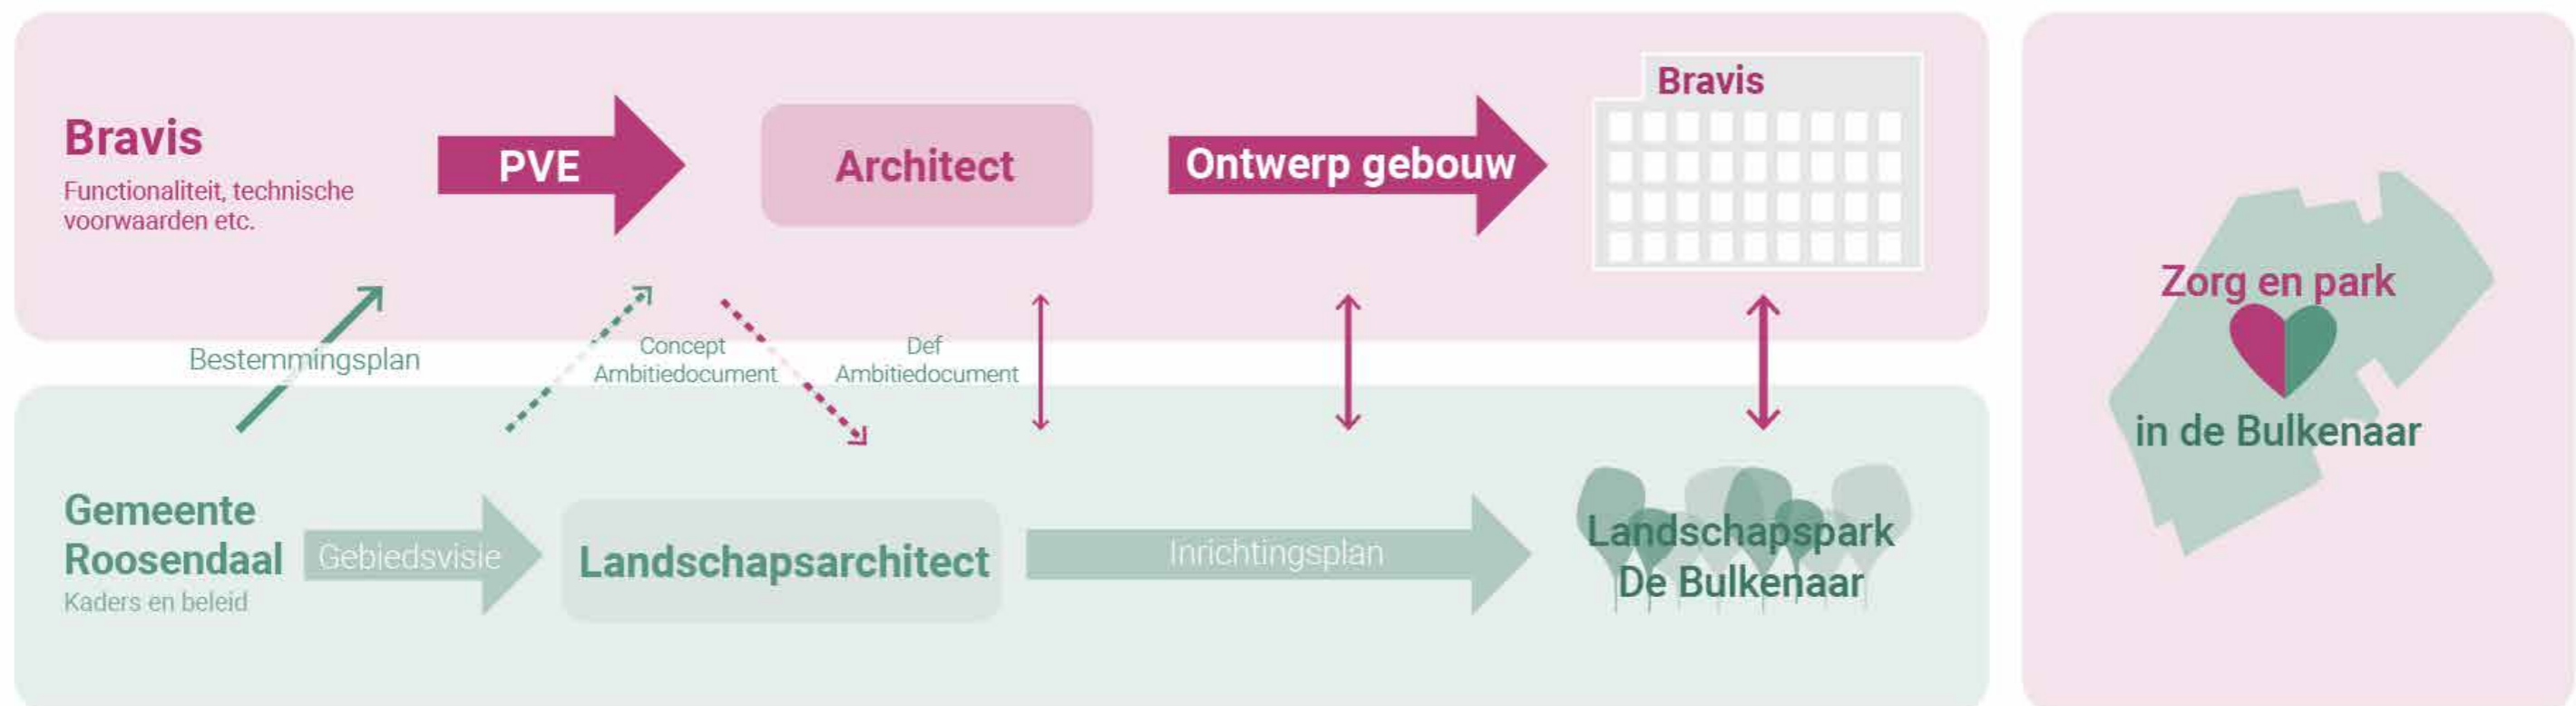 Bravis
Functionaliteit, technische
voorwaarden etc.
PVE
Architect
Ontwerp gebouw
Bravis
Bestemmingsplan
Concept
Ambitiedocument
Def
Ambitiedocument
Gemeente
Roosendaal
Kaders en beleid
Gebiedsvisie
Landschapsarchitect
Inrichtingsplan
Landschapspark
De Bulkenaar
Zorg en park
in de Bulkenaar